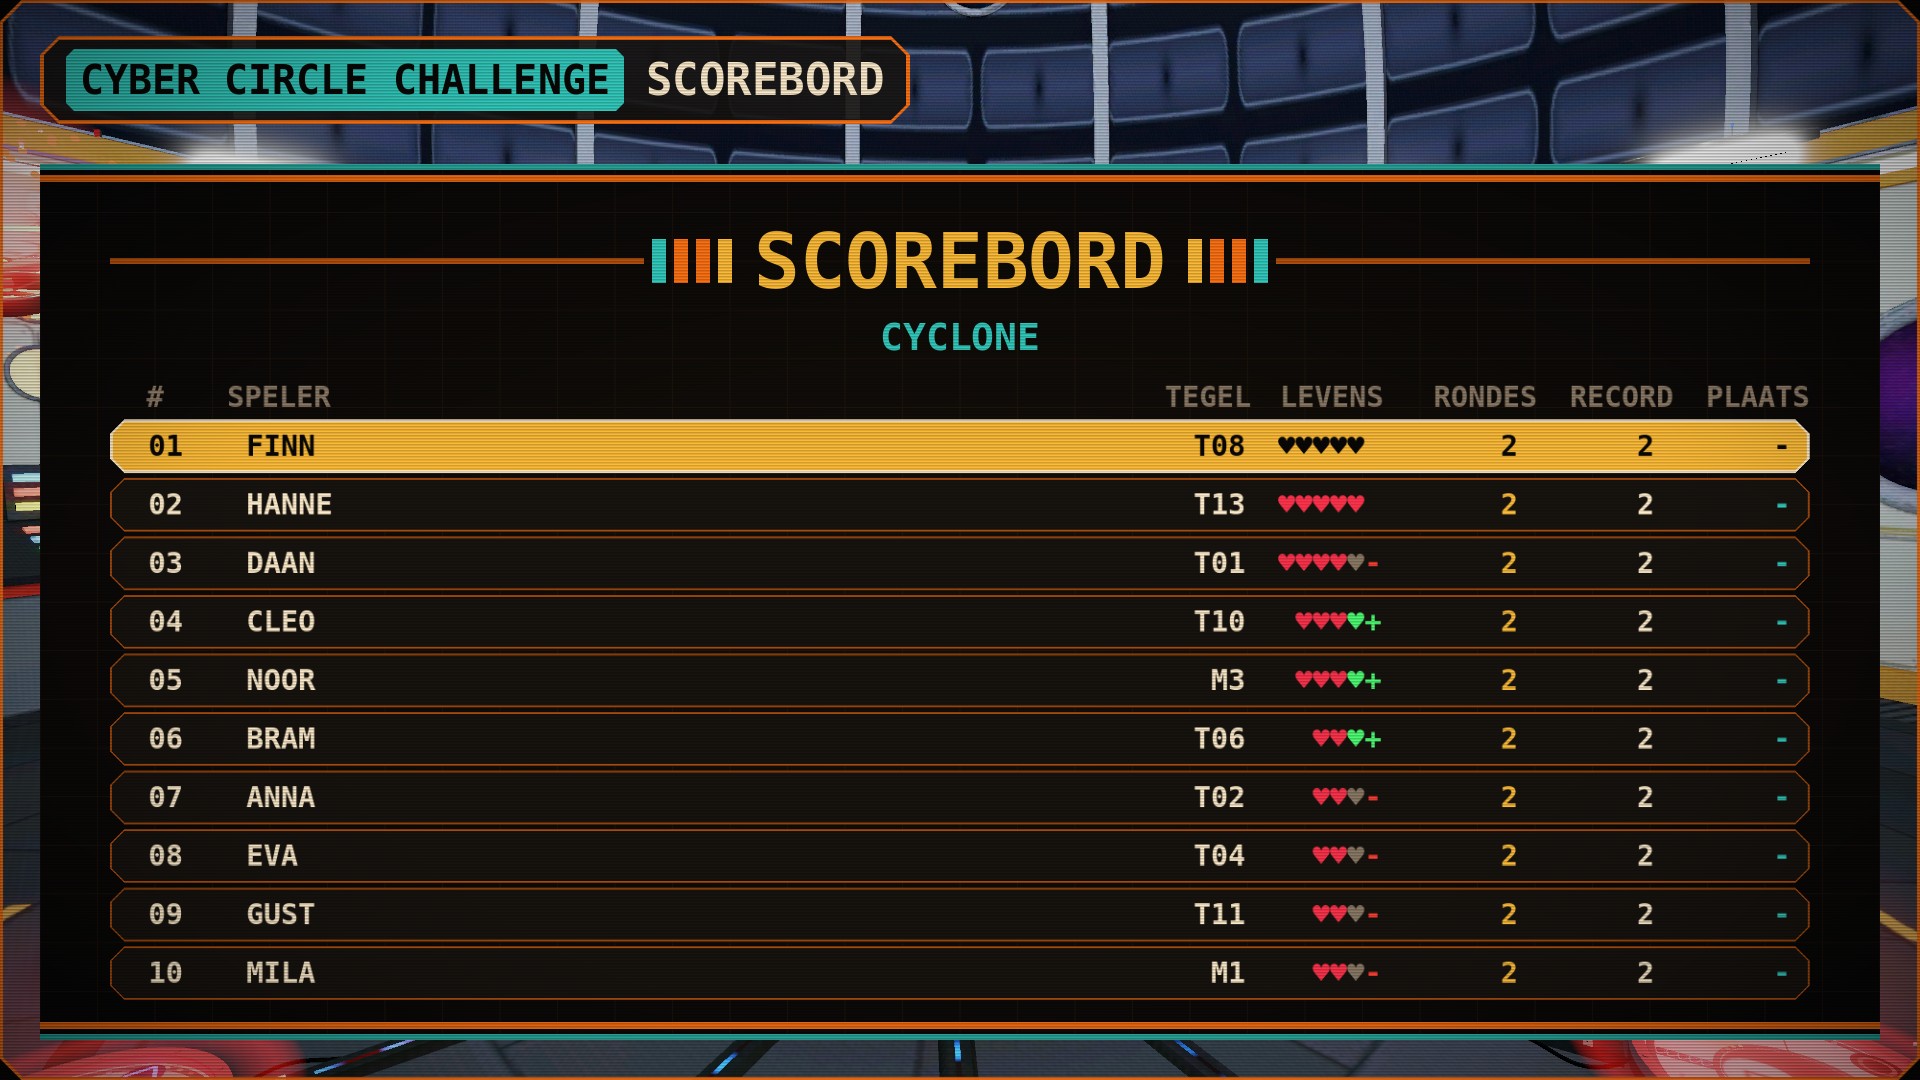 CYBER CIRCLE CHALLENGE SCOREBORD
SCOREBORD
CYCLONE
# SPELER TEGEL LEVENS RONDES RECORD PLAATS
01 FINN T08 ♥♥♥♥♥ 2 2 -
02 HANNE T13 ♥♥♥♥♥ 2 2 -
03 DAAN T01 ♥♥♥♥♥- 2 2 -
04 CLEO T10 ♥♥♥♥+ 2 2 -
05 NOOR M3 ♥♥♥♥+ 2 2 -
06 BRAM T06 ♥♥♥+ 2 2 -
07 ANNA T02 ♥♥♥- 2 2 -
08 EVA T04 ♥♥♥- 2 2 -
09 GUST T11 ♥♥♥- 2 2 -
10 MILA M1 ♥♥♥- 2 2 -